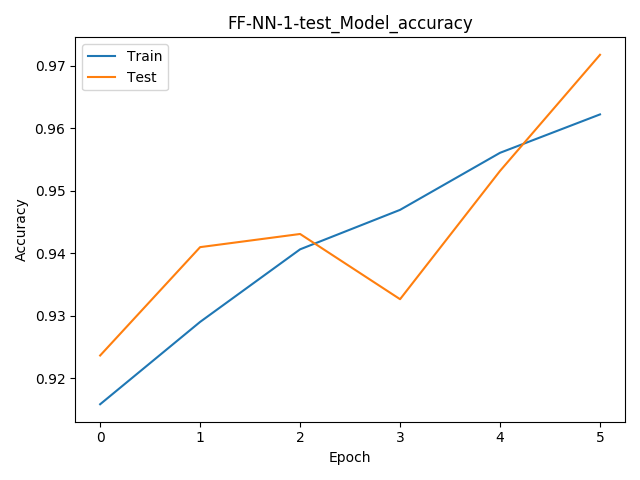 FF-NN-1-test_Model_accuracy
Train
Test
0.97
0.96
0.95
0.94
0.93
0.92
Accuracy
0 1 2 3 4 5
Epoch